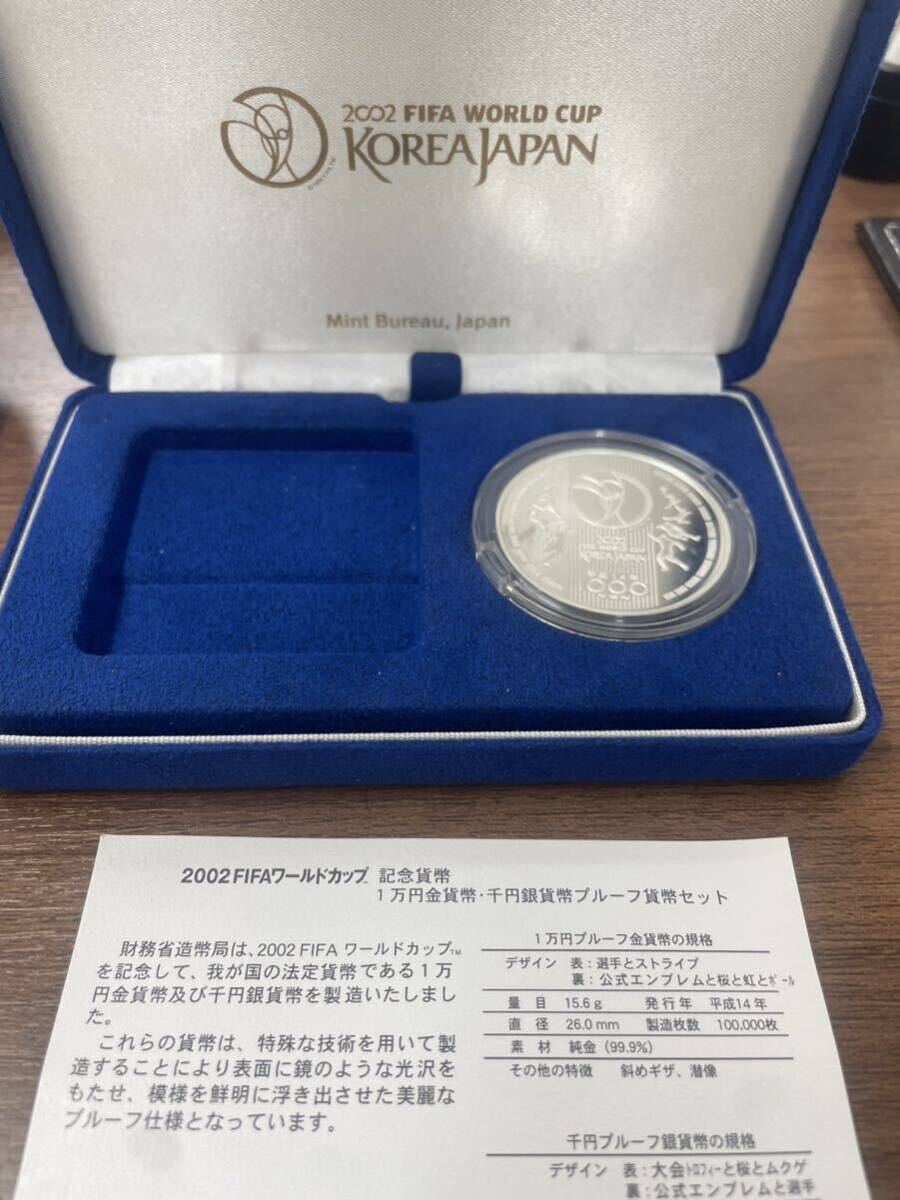 2002 FIFA WORLD CUP
KOREAJAPAN
Mint Bureau, Japan
2002
FIFA WORLD CUP
KOREAJAPAN
2002FIFAワールドカップ™ 記念貨幣
1万円金貨幣・千円銀貨幣プルーフ貨幣セット
財務省造幣局は、2002 FIFA ワールドカップ™
を記念して、我が国の法定貨幣である1万
円金貨幣及び千円銀貨幣を製造いたしまし
た。
これらの貨幣は、特殊な技術を用いて製
造することにより表面に鏡のような光沢を
もたせ、模様を鮮明に浮き出させた美麗な
プルーフ仕様となっています。
1万円プルーフ金貨幣の規格
デザイン 表:選手とストライプ
裏:公式エンブレムと桜と虹とボール
量目 15.6g 発行年 平成14年
直径 26.0mm 製造枚数 100,000枚
素材 純金(99.9%)
その他の特徴 斜めギザ、潜像
千円プルーフ銀貨幣の規格
デザイン 表:大会トロフィーと桜とムクゲ
裏:公式エンブレムと選手